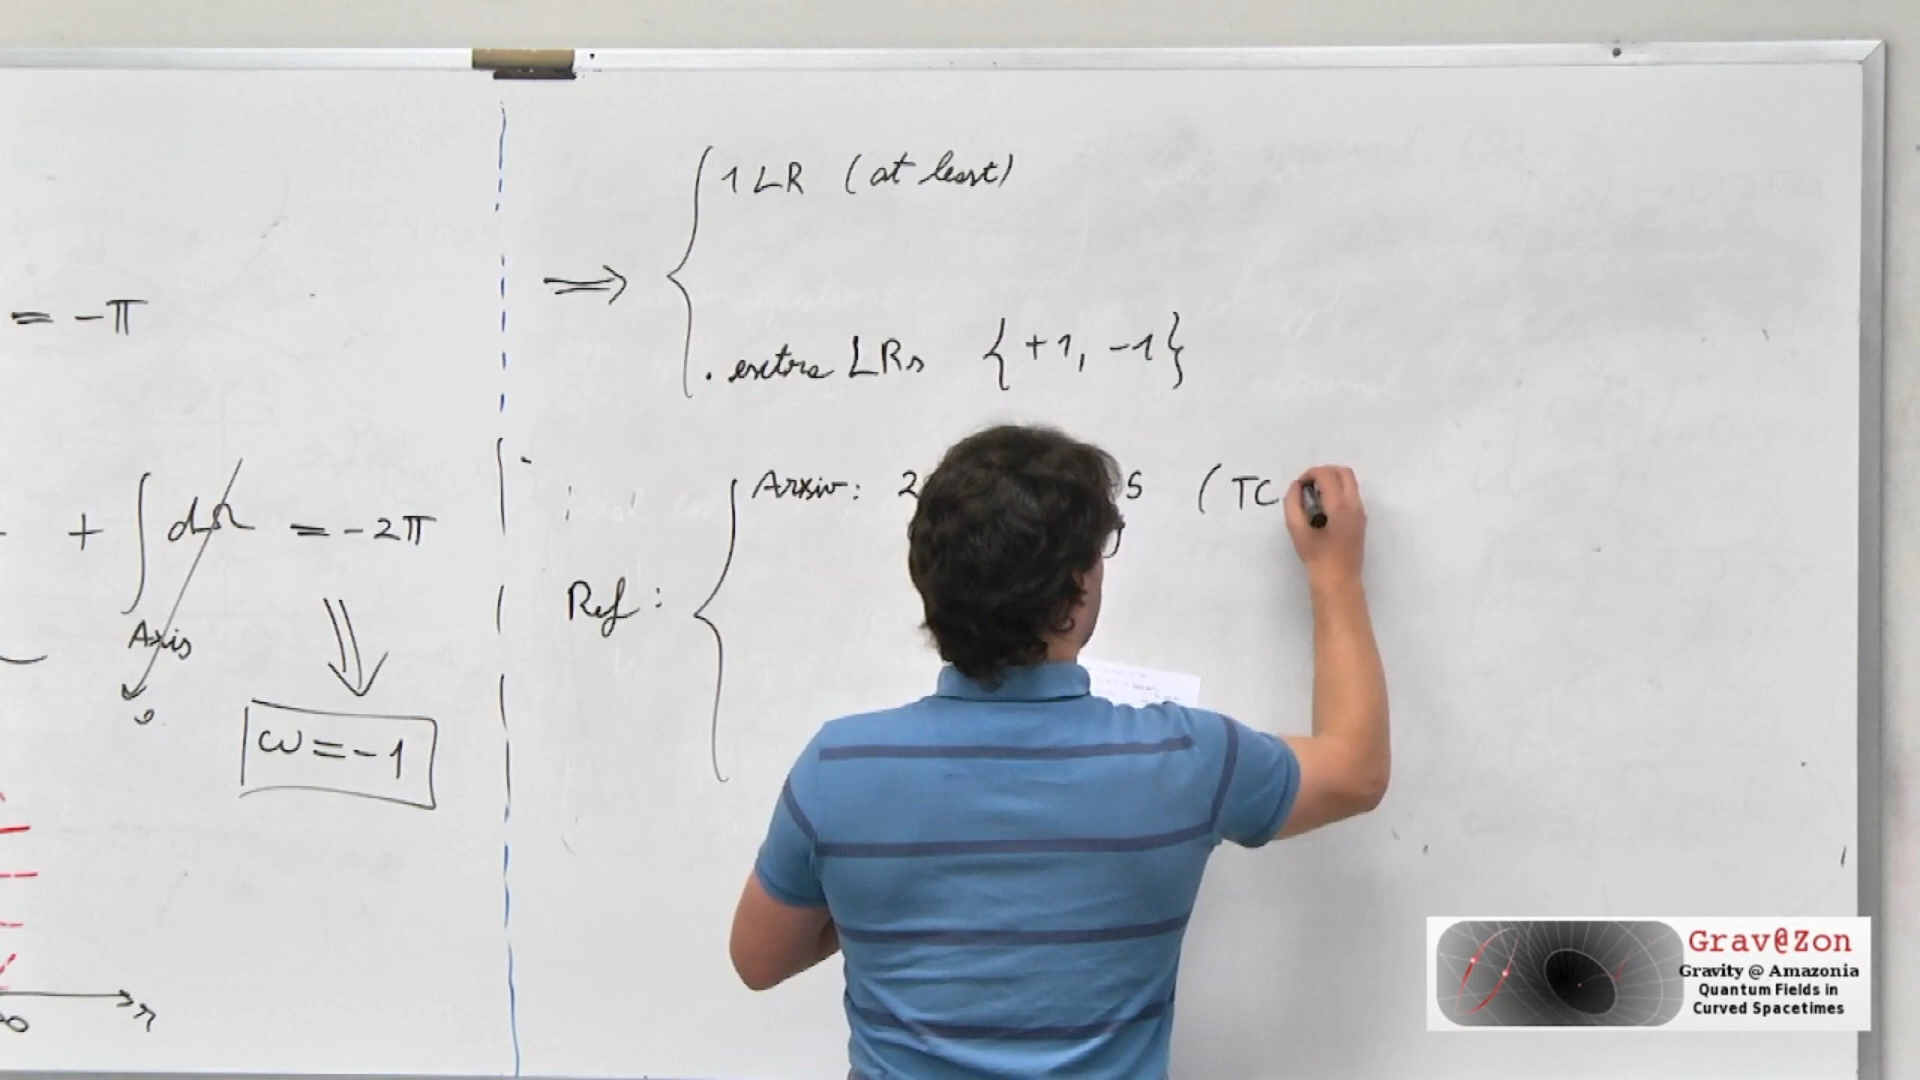 = -π
+ ∫ dΩ = -2π
Axis
0
ω = -1
⇒ { 1 LR (at least)
. extra LRs { +1, -1 }
Ref : { Arxiv: 2 5 (TC
Grav@Zon
Gravity @ Amazonia
Quantum Fields in
Curved Spacetimes